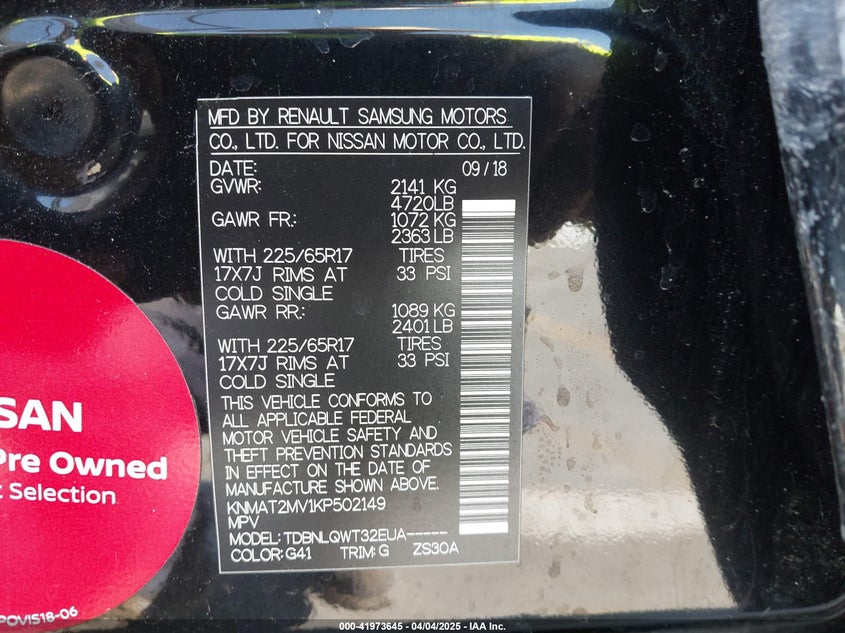 MFD BY RENAULT SAMSUNG MOTORS
CO., LTD. FOR NISSAN MOTOR CO., LTD.
DATE: 09/18
GVWR: 2141 KG
4720LB
GAWR FR: 1072 KG
2363 LB
WITH 225/65R17 TIRES
17X7J RIMS AT 33 PSI
COLD SINGLE
GAWR RR: 1089 KG
2401 LB
WITH 225/65R17 TIRES
17X7J RIMS AT 33 PSI
COLD SINGLE
THIS VEHICLE CONFORMS TO
ALL APPLICABLE FEDERAL
MOTOR VEHICLE SAFETY AND
THEFT PREVENTION STANDARDS
IN EFFECT ON THE DATE OF
MANUFACTURE SHOWN ABOVE.
KNMAT2MV1KP502149
MPV
MODEL: TDBNLQWT32EUA-----
COLOR: G41 TRIM: G ZS30A
SSAN
Pre Owned
t Selection
POVIS18-06
000-41973645 - 04/04/2025 - IAA Inc.